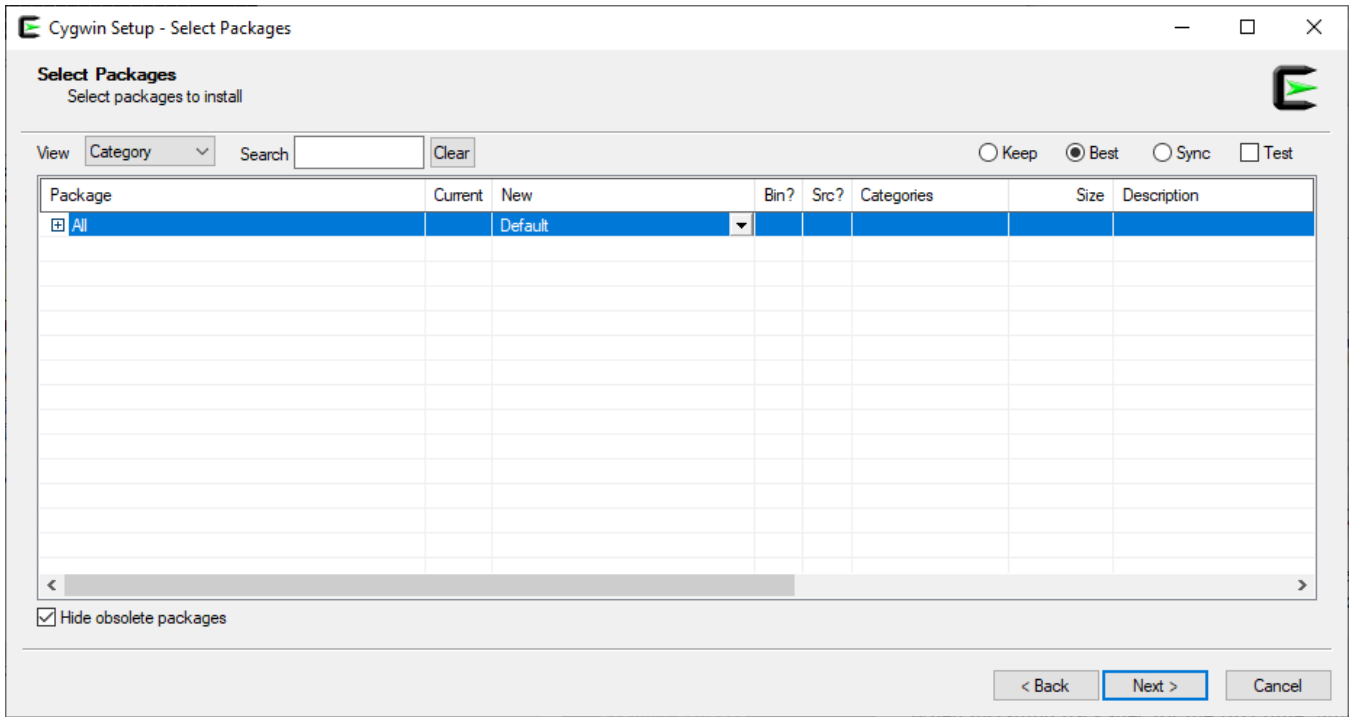 Cygwin Setup - Select Packages
Select Packages
Select packages to install
View Category Search Clear Keep Best Sync Test
Package Current New Bin? Src? Categories Size Description
All Default
Hide obsolete packages
< Back Next > Cancel